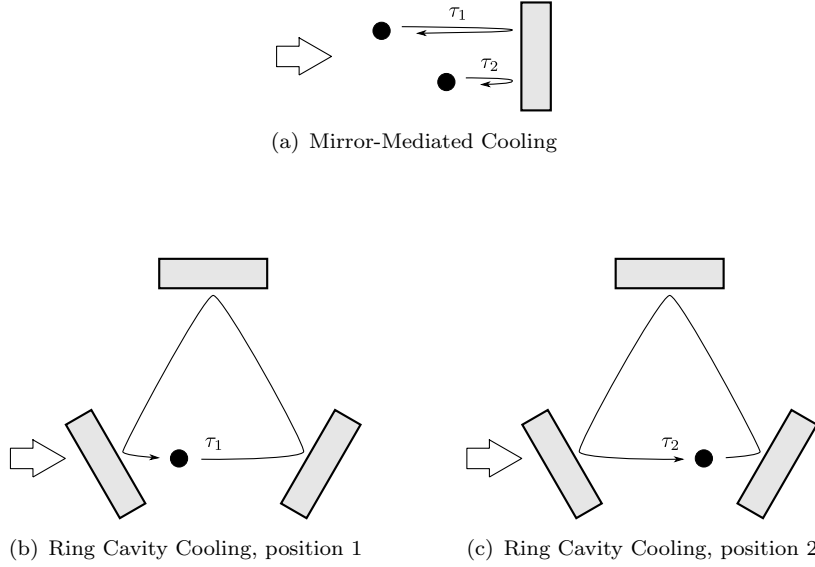 τ₁
τ₂
(a) Mirror-Mediated Cooling
τ₁
τ₂
(b) Ring Cavity Cooling, position 1
(c) Ring Cavity Cooling, position 2